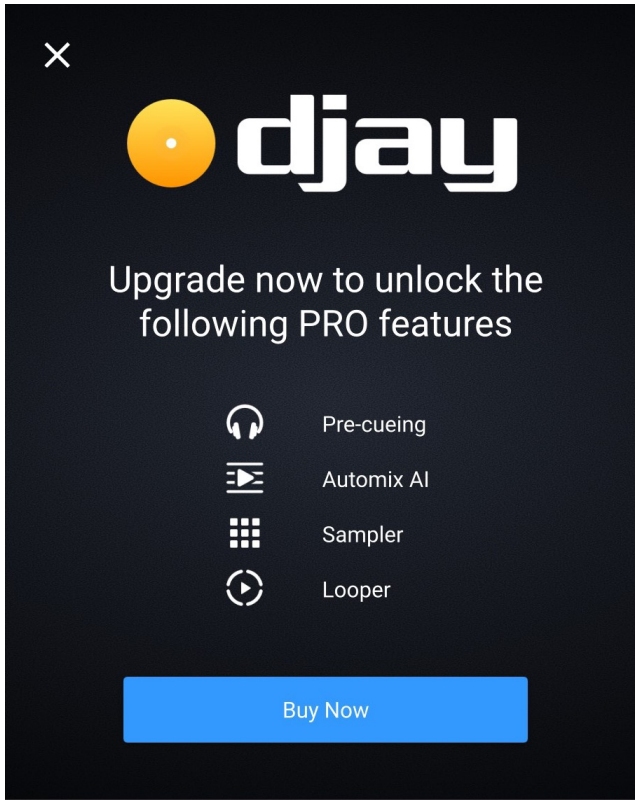 djay
Upgrade now to unlock the
following PRO features
Pre-cueing
Automix AI
Sampler
Looper
Buy Now